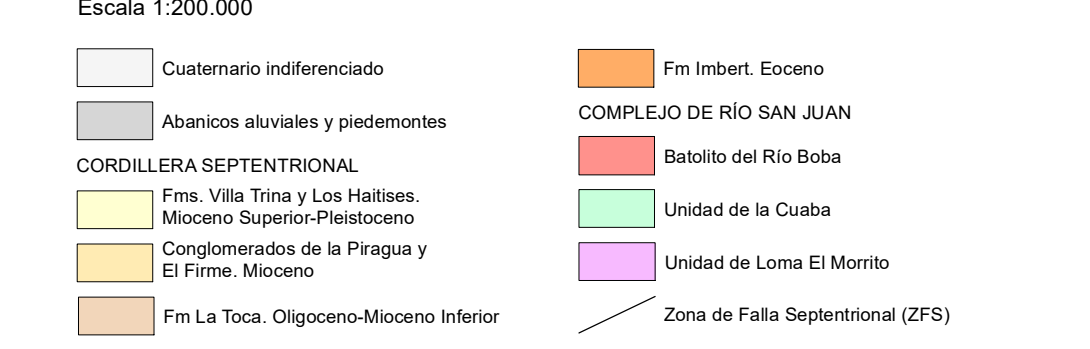 Escala 1:200.000
Cuaternario indiferenciado
Abanicos aluviales y piedemontes
CORDILLERA SEPTENTRIONAL
Fms. Villa Trina y Los Haitises.
Mioceno Superior-Pleistoceno
Conglomerados de la Piragua y
El Firme. Mioceno
Fm La Toca. Oligoceno-Mioceno Inferior
Fm Imbert. Eoceno
COMPLEJO DE RÍO SAN JUAN
Batolito del Río Boba
Unidad de la Cuaba
Unidad de Loma El Morrito
Zona de Falla Septentrional (ZFS)